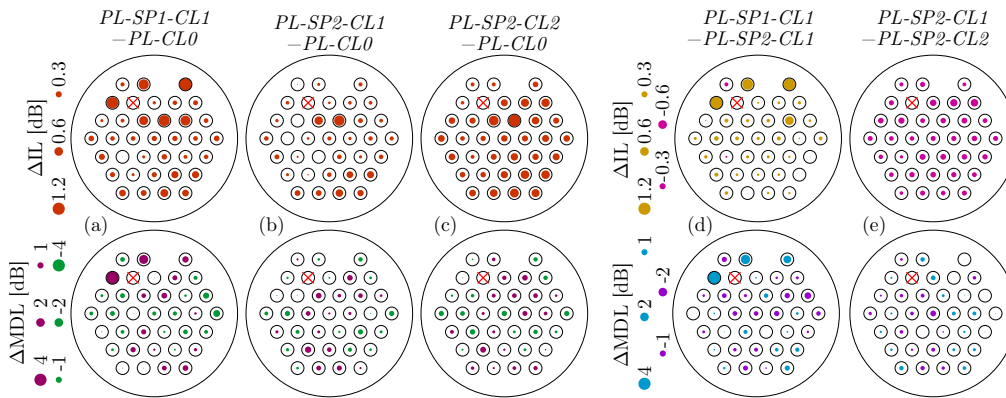 PL-SP1-CL1
−PL-CL0
PL-SP2-CL1
−PL-CL0
PL-SP2-CL2
−PL-CL0
PL-SP1-CL1
−PL-SP2-CL1
PL-SP2-CL1
−PL-SP2-CL2
ΔIL [dB]
1.2 0.6 0.3
ΔIL [dB]
1.2 0.6 0.3
-0.3 -0.6
(a)
(b)
(c)
(d)
(e)
ΔMDL [dB]
4 2 1
-1 -2 -4
ΔMDL [dB]
4 2 1
-1 -2